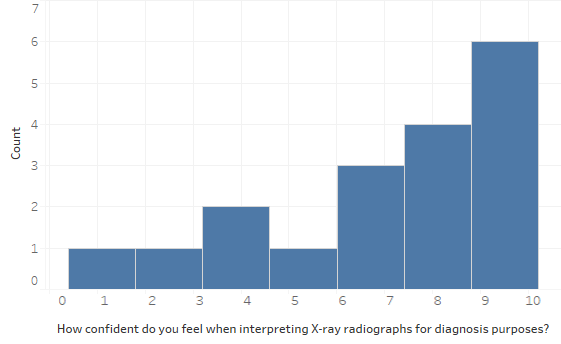 7
6
5
4
3
2
1
0
Count
0 1 2 3 4 5 6 7 8 9 10
How confident do you feel when interpreting X-ray radiographs for diagnosis purposes?